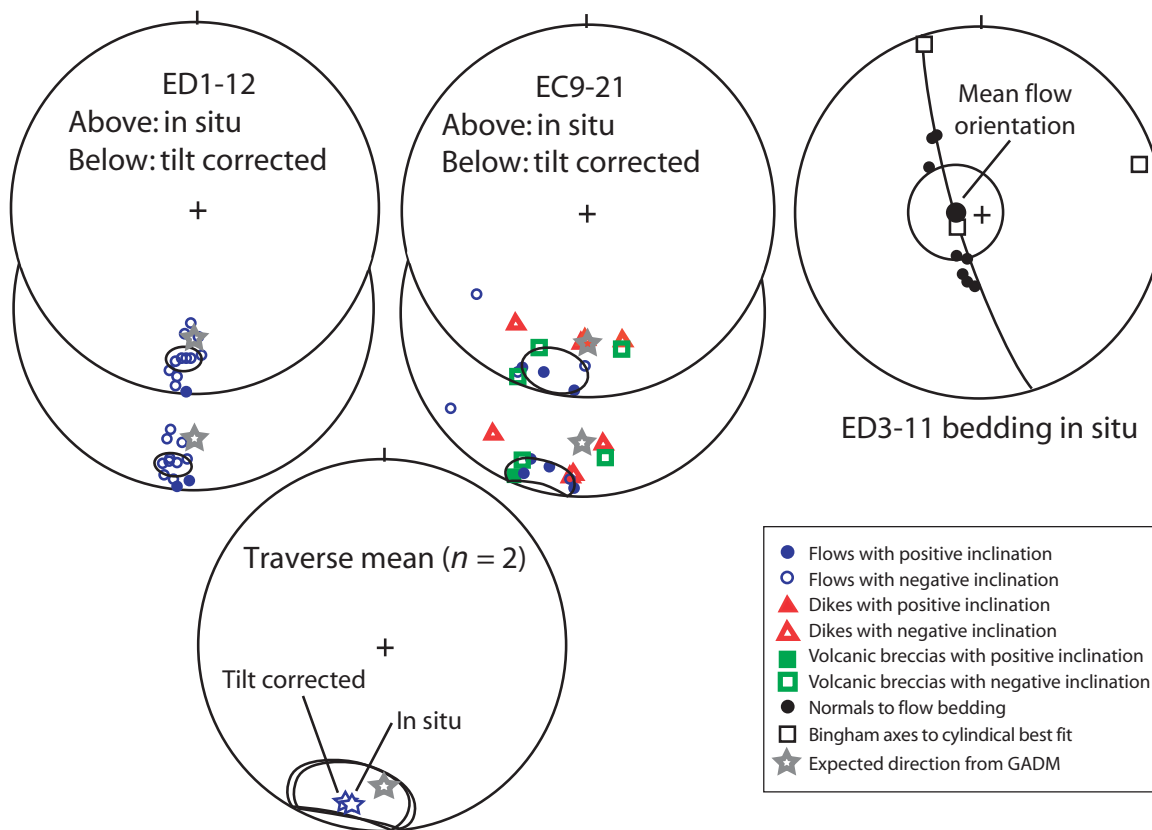 ED1-12
Above: in situ
Below: tilt corrected
EC9-21
Above: in situ
Below: tilt corrected
Mean flow
orientation
ED3-11 bedding in situ
Traverse mean (n = 2)
Tilt corrected
In situ
Flows with positive inclination
Flows with negative inclination
Dikes with positive inclination
Dikes with negative inclination
Volcanic breccias with positive inclination
Volcanic breccias with negative inclination
Normals to flow bedding
Bingham axes to cylindical best fit
Expected direction from GADM